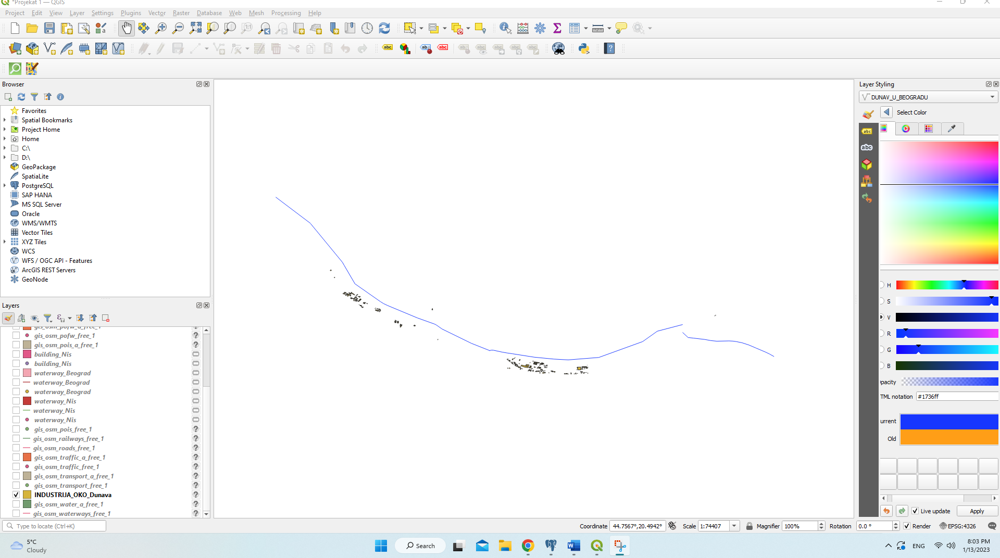 *Projekat 1 — QGIS
Project Edit View Layer Settings Plugins Vector Raster Database Web Mesh Processing Help
Browser
Favorites
Spatial Bookmarks
Project Home
Home
C:\
D:\
GeoPackage
SpatiaLite
PostgreSQL
SAP HANA
MS SQL Server
Oracle
WMS/WMTS
Vector Tiles
XYZ Tiles
WCS
WFS / OGC API - Features
ArcGIS REST Servers
GeoNode
Layers
gis_osm_pofw_a_free_1
gis_osm_pofw_free_1
gis_osm_pois_a_free_1
building_Nis
building_Nis
waterway_Beograd
waterway_Beograd
waterway_Beograd
waterway_Nis
waterway_Nis
waterway_Nis
gis_osm_pois_free_1
gis_osm_railways_free_1
gis_osm_roads_free_1
gis_osm_traffic_a_free_1
gis_osm_traffic_free_1
gis_osm_transport_a_free_1
gis_osm_transport_free_1
INDUSTRIJA_OKO_Dunava
gis_osm_water_a_free_1
gis_osm_waterways_free_1
Layer Styling
DUNAV_U_BEOGRADU
Select Color
H
S
V
R
G
B
pacity
TML notation #1736ff
urrent
Old
Live update Apply
Type to locate (Ctrl+K)
Coordinate 44.7567°,20.4942° Scale 1:74407 Magnifier 100% Rotation 0.0 ° Render EPSG:4326
5°C
Cloudy
Search
ENG
8:03 PM
1/13/2023